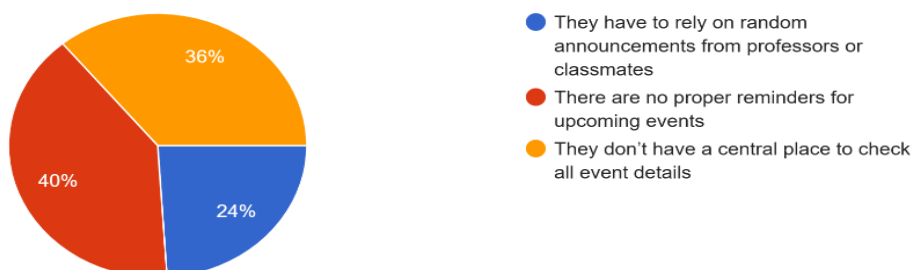 36%
40%
24%
They have to rely on random
announcements from professors or
classmates
There are no proper reminders for
upcoming events
They don't have a central place to check
all event details